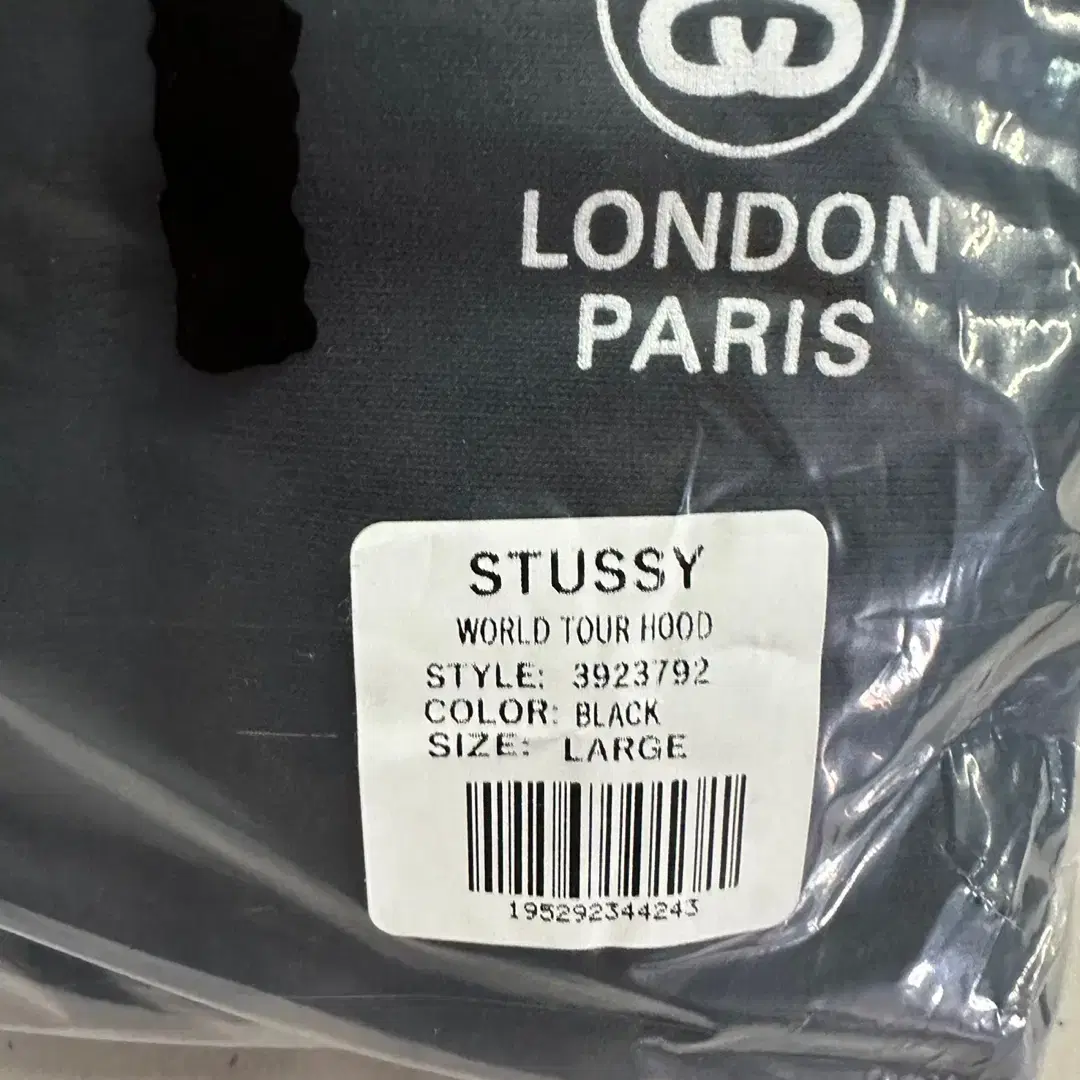 LONDON
PARIS
STUSSY
WORLD TOUR HOOD
STYLE: 3923792
COLOR: BLACK
SIZE: LARGE
195292344243